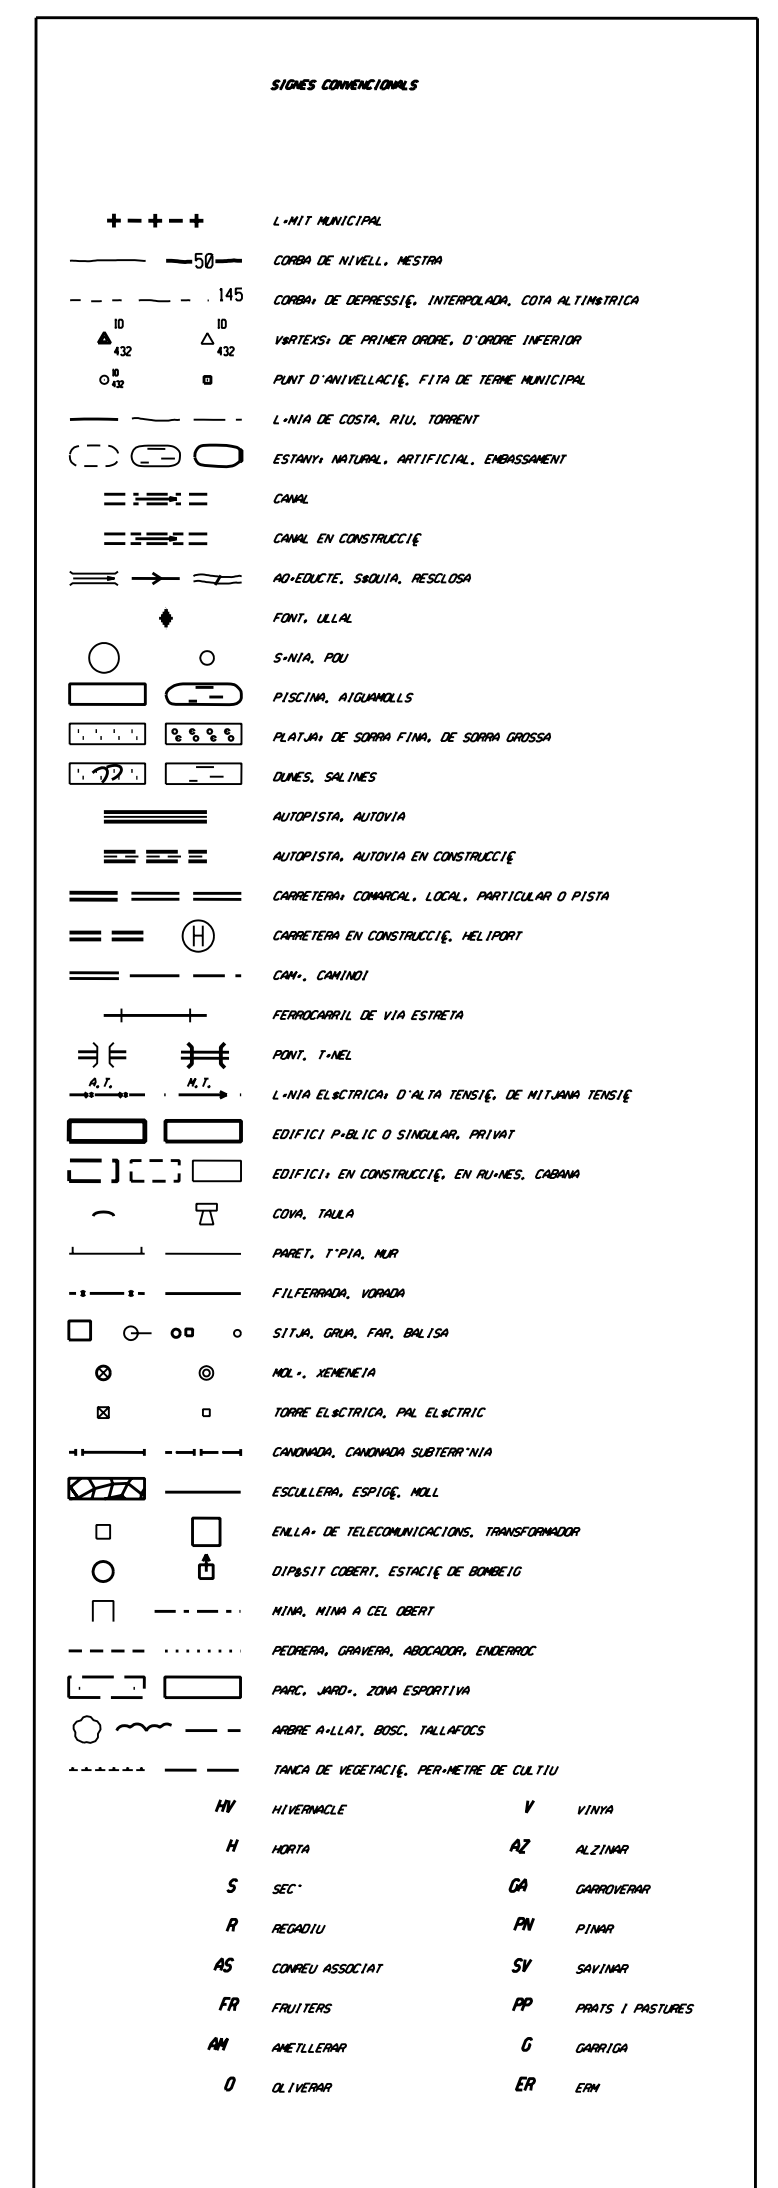 SIGNES CONVENCIONALS
L·MIT MUNICIPAL
50 CORBA DE NIVELL, MESTRA
145 CORBA: DE DEPRESSI£, INTERPOLADA, COTA ALTIM$TRICA
10 432 10 432 V$RTEXS: DE PRIMER ORDRE, D'ORDRE INFERIOR
10 432 PUNT D'ANIVELLACI£, FITA DE TERME MUNICIPAL
L·NIA DE COSTA, RIU, TORRENT
ESTANY: NATURAL, ARTIFICIAL, EMBASSAMENT
CANAL
CANAL EN CONSTRUCCI£
AQ·EDUCTE, S$QUIA, RESCLOSA
FONT, ULLAL
S·NIA, POU
PISCINA, AIGUAMOLLS
PLATJA: DE SORRA FINA, DE SORRA GROSSA
DUNES, SALINES
AUTOPISTA, AUTOVIA
AUTOPISTA, AUTOVIA EN CONSTRUCCI£
CARRETERA: COMARCAL, LOCAL, PARTICULAR O PISTA
H CARRETERA EN CONSTRUCCI£, HELIPORT
CAM·, CAMINOI
FERROCARRIL DE VIA ESTRETA
PONT, T·NEL
A.T. M.T. L·NIA EL$CTRICA: D'ALTA TENSI£, DE MITJANA TENSI£
EDIFICI P·BLIC O SINGULAR, PRIVAT
EDIFICI: EN CONSTRUCCI£, EN RU·NES, CABANA
COVA, TAULA
PARET, T'PIA, MUR
FILFERRADA, VORADA
SITJA, GRUA, FAR, BALISA
MOL·, XEMENEIA
TORRE EL$CTRICA, PAL EL$CTRIC
CANONADA, CANONADA SUBTERR'NIA
ESCULLERA, ESPIG£, MOLL
ENLLA· DE TELECOMUNICACIONS, TRANSFORMADOR
DIP&SIT COBERT, ESTACI£ DE BOMBEIG
MINA, MINA A CEL OBERT
PEDRERA, GRAVERA, ABOCADOR, ENDERROC
PARC, JARD·, ZONA ESPORTIVA
ARBRE A·LLAT, BOSC, TALLAFOCS
TANCA DE VEGETACI£, PER·METRE DE CULTIU
HV HIVERNACLE V VINYA
H HORTA AZ ALZINAR
S SEC' GA GARROVERAR
R REGADIU PN PINAR
AS CONREU ASSOCIAT SV SAVINAR
FR FRUITERS PP PRATS I PASTURES
AM AMETLLERAR G GARRIGA
O OLIVERAR ER ERM